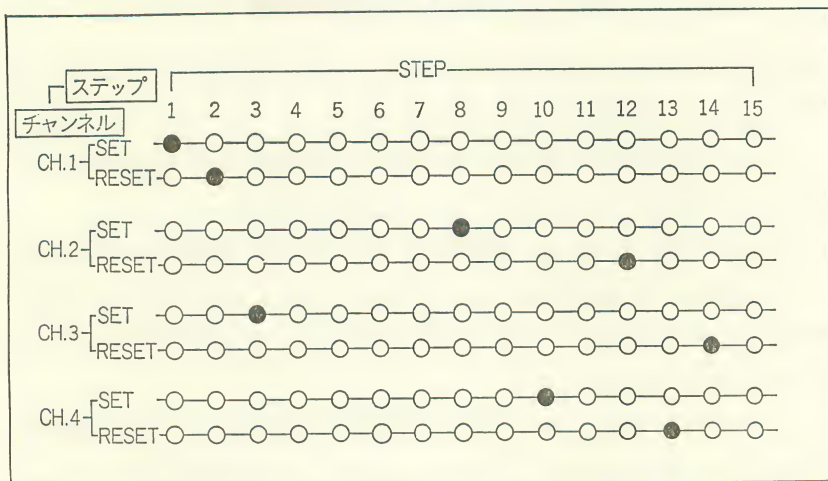 ステップ
STEP
1 2 3 4 5 6 7 8 9 10 11 12 13 14 15
チャンネル
CH.1
SET
RESET
CH.2
SET
RESET
CH.3
SET
RESET
CH.4
SET
RESET